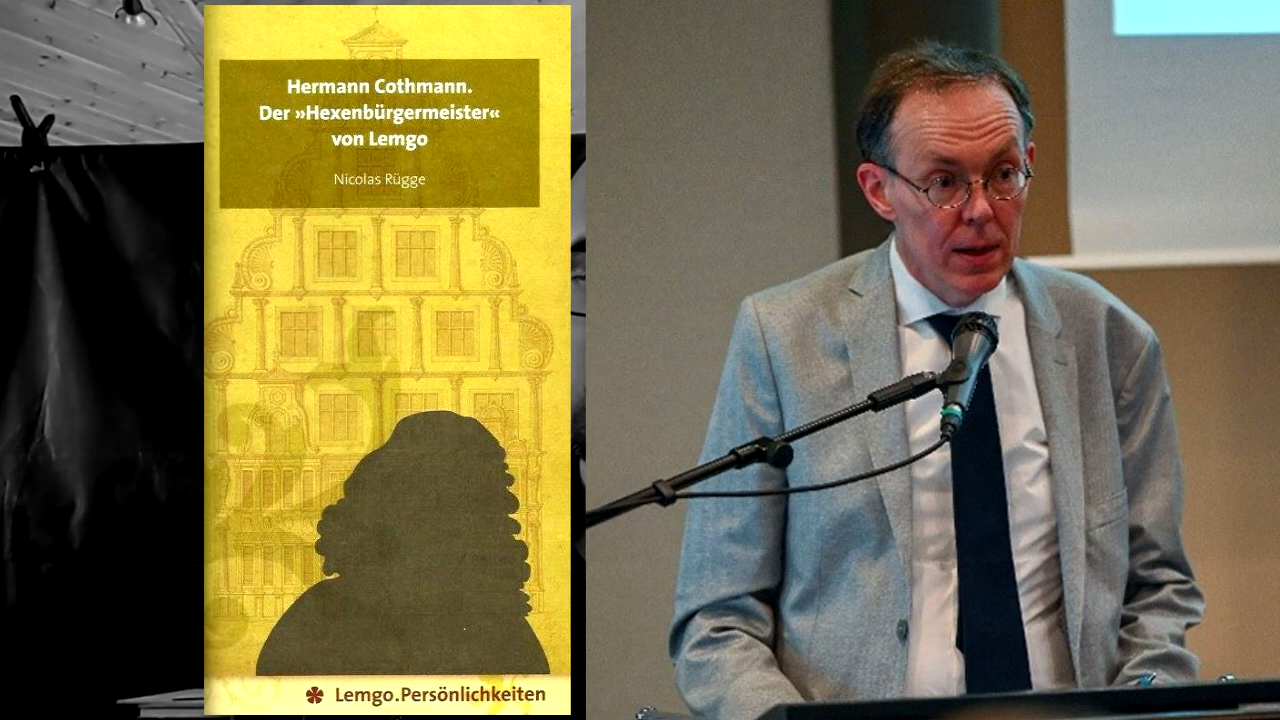 Hermann Cothmann.
Der »Hexenbürgermeister«
von Lemgo
Nicolas Rügge
Lemgo.Persönlichkeiten